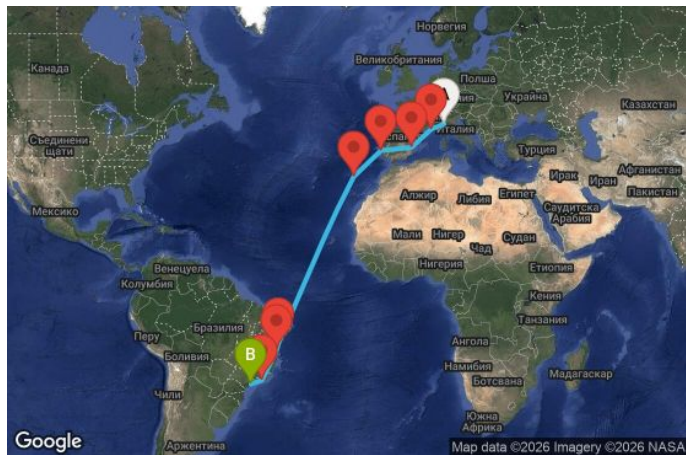 Норвегия
Канада
Великобритания
Полша
Украйна
Казахстан
Италия
Съединени
щати
Турция
Афганистан
Ирак
Иран
Пакистан
Алжир
Либия
Египет
Саудитска
Арабия
Мексико
Мали
Нигер
Чад
Судан
Нигерия
Етиопия
Венецуела
Колумбия
Кения
Бразилия
Танзания
Перу
B
Боливия
Ангола
Намибия
Ботсвана
Мадагаскар
Чили
Южна
Африка
Аржентина
Google
Map data ©2026 Imagery ©2026 NASA